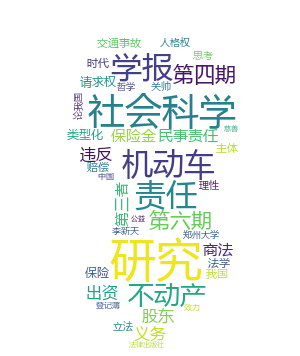 交通事故 人格权
时代 学报 思考
请求权 哲学 关帅 第四期
社会科学
类型化 保险金 民事责任 慈善
违反 机动车 主体
赔偿
中国 责任 理性
第三者 公益 第六期
李新天 郑州大学
研究 商法
保险 法学
出资 不动产 我国
登记簿 股东 效力
立法 义务
法律出版社